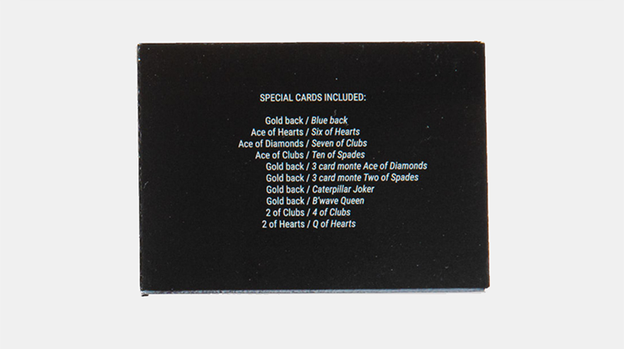 SPECIAL CARDS INCLUDED:
Gold back / Blue back
Ace of Hearts / Six of Hearts
Ace of Diamonds / Seven of Clubs
Ace of Clubs / Ten of Spades
Gold back / 3 card monte Ace of Diamonds
Gold back / 3 card monte Two of Spades
Gold back / Caterpillar Joker
Gold back / B'wave Queen
2 of Clubs / 4 of Clubs
2 of Hearts / Q of Hearts